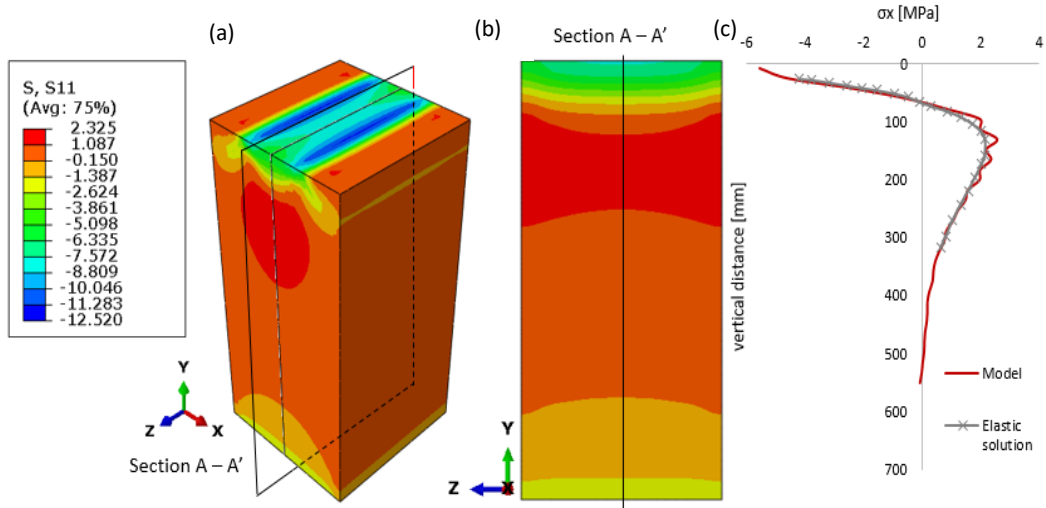 (a)
S, S11
(Avg: 75%)
2.325
1.087
-0.150
-1.387
-2.624
-3.861
-5.098
-6.335
-7.572
-8.809
-10.046
-11.283
-12.520
Y
Z
X
Section A – A’
(b)
Section A – A’
Y
Z
X
(c)
σx [MPa]
-6
-4
-2
0
2
4
0
100
200
300
400
500
600
700
vertical distance [mm]
Model
Elastic
solution